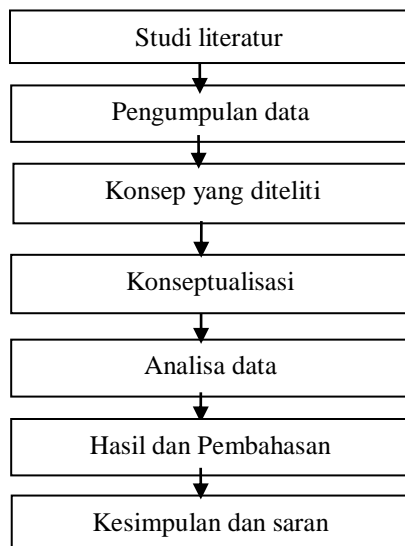 Studi literatur
Pengumpulan data
Konsep yang diteliti
Konseptualisasi
Analisa data
Hasil dan Pembahasan
Kesimpulan dan saran